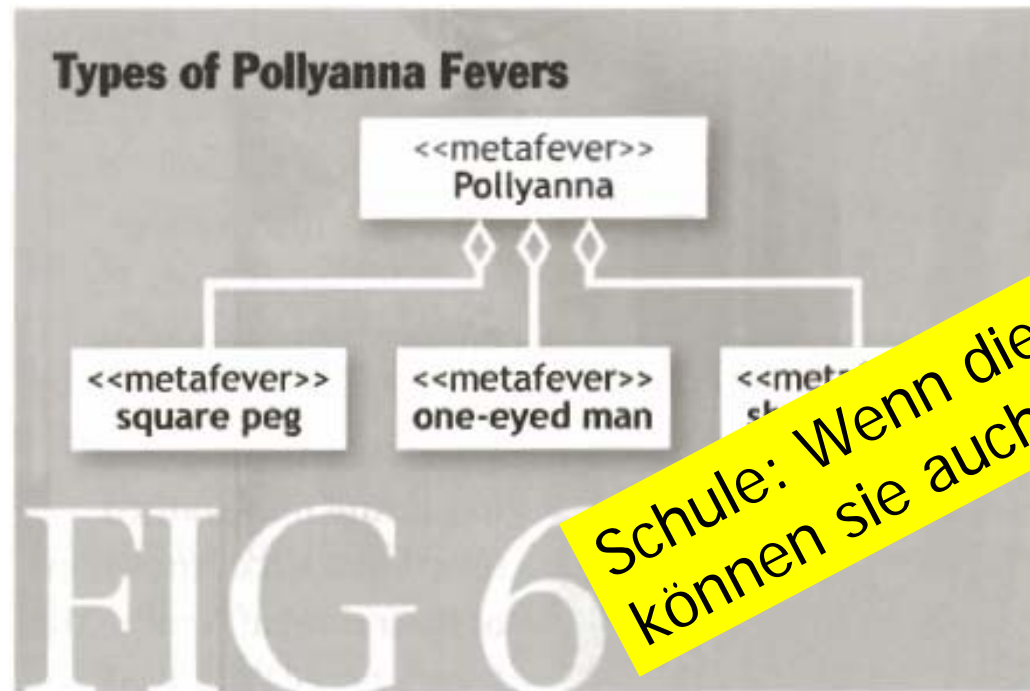 Types of Pollyanna Fevers
<<metafever>>
Pollyanna
<<metafever>>
square peg
<<metafever>>
one-eyed man
Schule: Wenn die
können sie auch
FIG 6